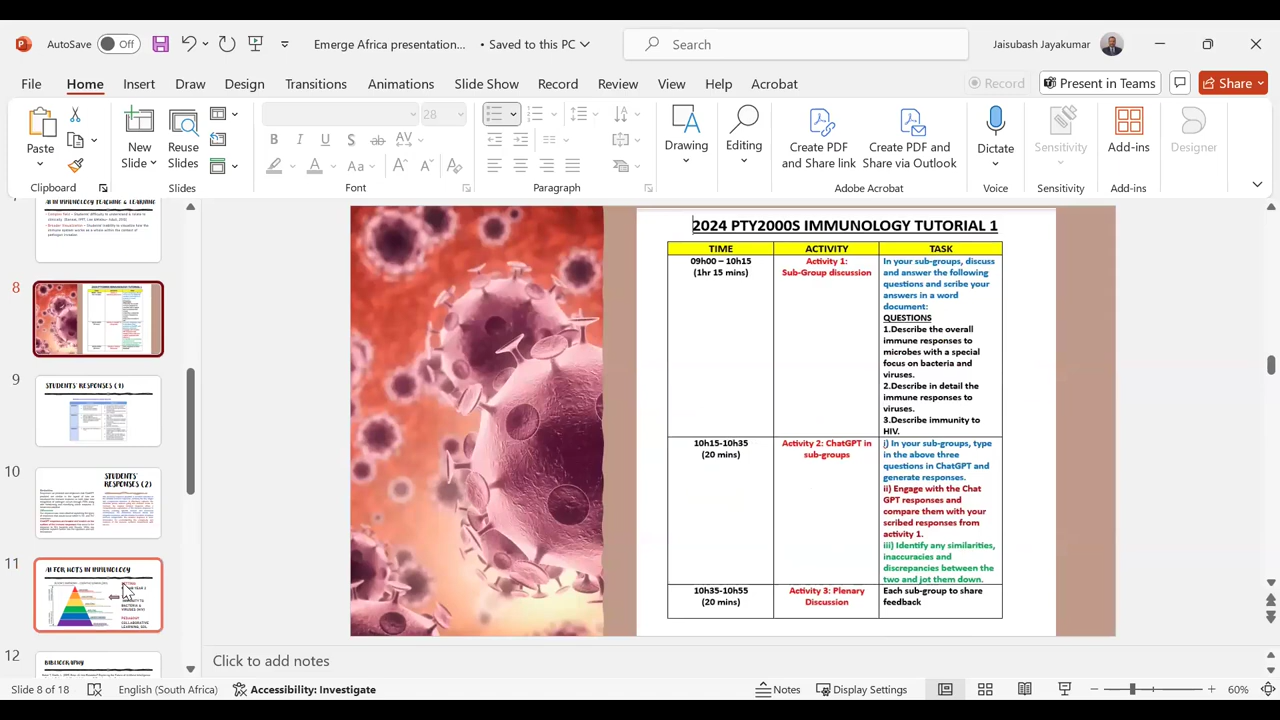 AutoSave Off Emerge Africa presentation... • Saved to this PC Search Jaisubash Jayakumar
File Home Insert Draw Design Transitions Animations Slide Show Record Review View Help Acrobat Record Present in Teams Share
Paste
New Slide
Reuse Slides
28
Drawing
Editing
Create PDF and Share link
Create PDF and Share via Outlook
Dictate
Sensitivity
Add-ins
Designer
Clipboard Slides Font Paragraph Adobe Acrobat Voice Sensitivity Add-ins
8
9
STUDENTS' RESPONSES (1)
10
STUDENTS' RESPONSES (2)
11
AI FOR HOTS IN IMMUNOLOGY
12
BIBLIOGRAPHY
2024 PTY2000S IMMUNOLOGY TUTORIAL 1
TIME ACTIVITY TASK
09h00 – 10h15
(1hr 15 mins)
Activity 1:
Sub-Group discussion
In your sub-groups, discuss
and answer the following
questions and scribe your
answers in a word
document:
QUESTIONS
1.Describe the overall
immune responses to
microbes with a special
focus on bacteria and
viruses.
2.Describe in detail the
immune responses to
viruses.
3.Describe immunity to
HIV.
10h15-10h35
(20 mins)
Activity 2: ChatGPT in
sub-groups
i) In your sub-groups, type
in the above three
questions in ChatGPT and
generate responses.
ii) Engage with the Chat
GPT responses and
compare them with your
scribed responses from
activity 1.
iii) Identify any similarities,
inaccuracies and
discrepancies between the
two and jot them down.
10h35-10h55
(20 mins)
Activity 3: Plenary
Discussion
Each sub-group to share
feedback
Click to add notes
Slide 8 of 18 English (South Africa) Accessibility: Investigate Notes Display Settings 60%